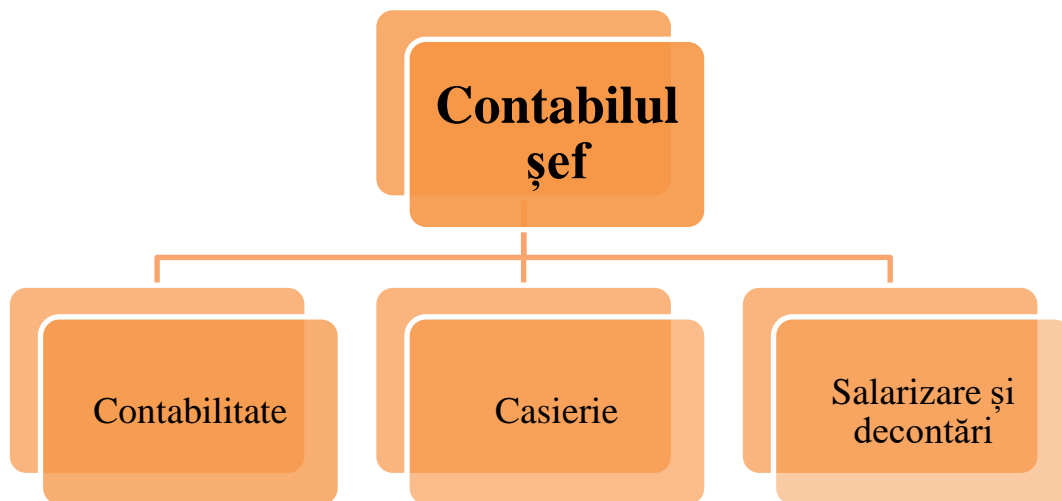 Contabilul
șef
Contabilitate
Casierie
Salarizare și
decontări